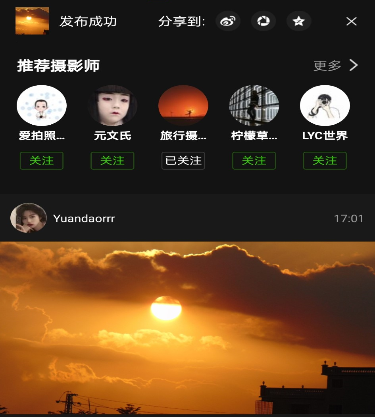 发布成功 分享到:
推荐摄影师 更多
爱拍照... 元文氏 旅行摄... 柠檬草... LYC世界
关注 关注 已关注 关注 关注
Yuandaorrr 17:01